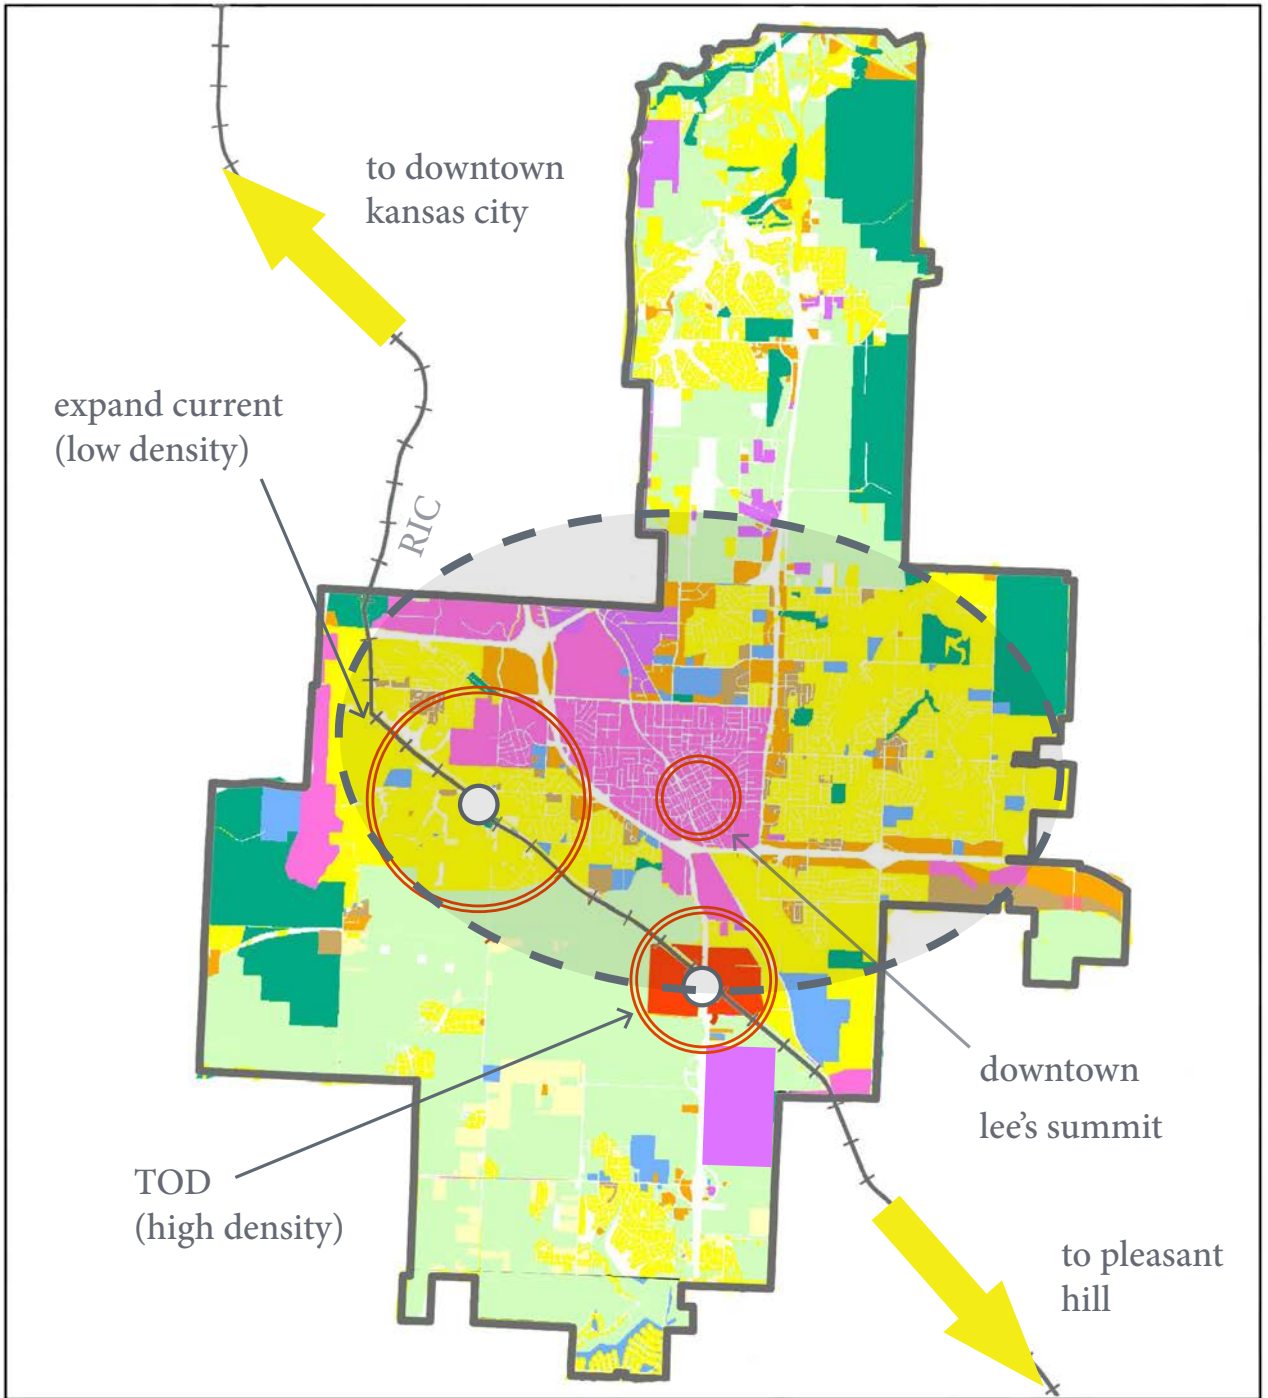 to downtown
kansas city
expand current
(low density)
RIC
downtown
lee's summit
TOD
(high density)
to pleasant
hill